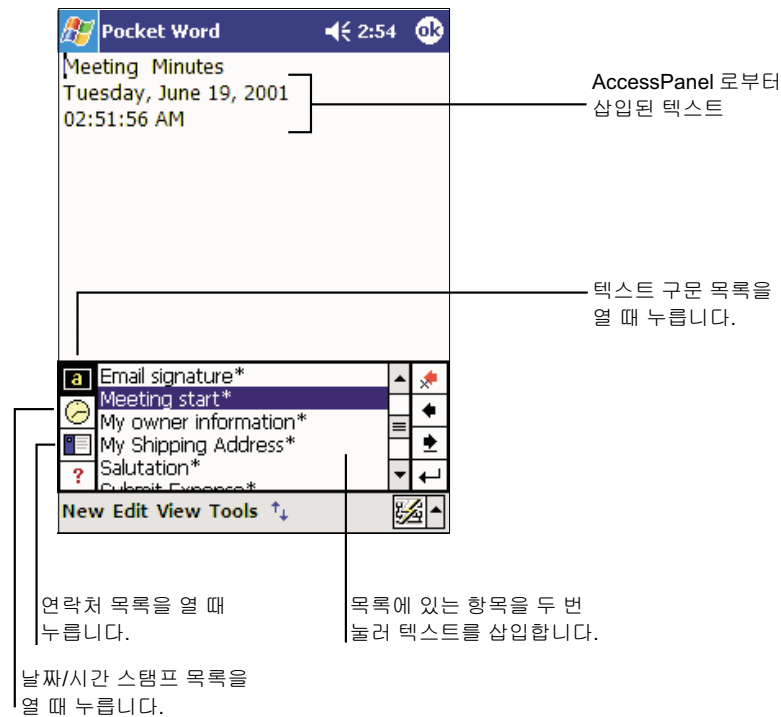 Pocket Word 2:54 ok
Meeting Minutes
Tuesday, June 19, 2001
02:51:56 AM
AccessPanel 로부터
삽입된 텍스트
텍스트 구문 목록을
열 때 누릅니다.
a
Email signature*
Meeting start*
My owner information*
My Shipping Address*
? Salutation*
Submit Expense*
New Edit View Tools
연락처 목록을 열 때
누릅니다.
목록에 있는 항목을 두 번
눌러 텍스트를 삽입합니다.
날짜/시간 스탬프 목록을
열 때 누릅니다.